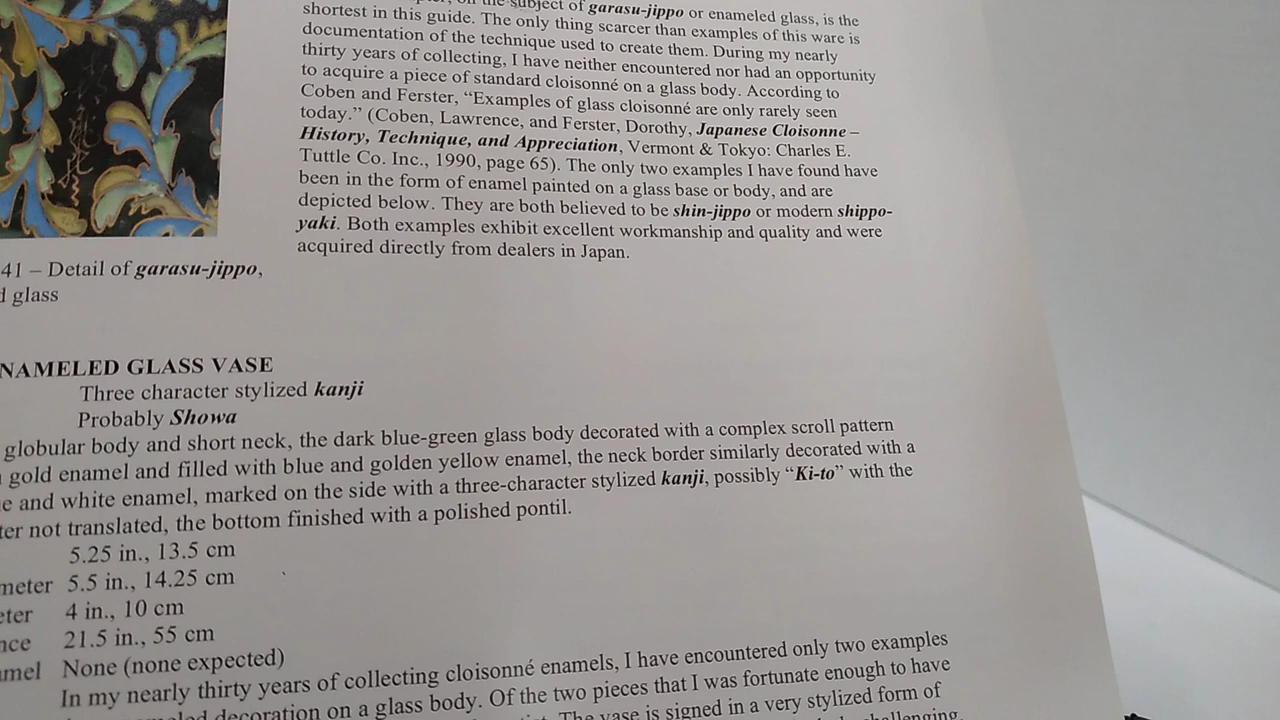 subject of garasu-jippo or enameled glass, is the
shortest in this guide. The only thing scarcer than examples of this ware is
documentation of the technique used to create them. During my nearly
thirty years of collecting, I have neither encountered nor had an opportunity
to acquire a piece of standard cloisonné on a glass body. According to
Coben and Ferster, “Examples of glass cloisonné are only rarely seen
today.” (Coben, Lawrence, and Ferster, Dorothy, Japanese Cloisonne –
History, Technique, and Appreciation, Vermont & Tokyo: Charles E.
Tuttle Co. Inc., 1990, page 65). The only two examples I have found have
been in the form of enamel painted on a glass base or body, and are
depicted below. They are both believed to be shin-jippo or modern shippo-
yaki. Both examples exhibit excellent workmanship and quality and were
acquired directly from dealers in Japan.
41 – Detail of garasu-jippo,
d glass
NAMELED GLASS VASE
Three character stylized kanji
Probably Showa
globular body and short neck, the dark blue-green glass body decorated with a complex scroll pattern
gold enamel and filled with blue and golden yellow enamel, the neck border similarly decorated with a
e and white enamel, marked on the side with a three-character stylized kanji, possibly “Ki-to” with the
ter not translated, the bottom finished with a polished pontil.
5.25 in., 13.5 cm
meter 5.5 in., 14.25 cm
eter 4 in., 10 cm
nce 21.5 in., 55 cm
mel None (none expected)
In my nearly thirty years of collecting cloisonné enamels, I have encountered only two examples
decoration on a glass body. Of the two pieces that I was fortunate enough to have
The vase is signed in a very stylized form of
challenging.